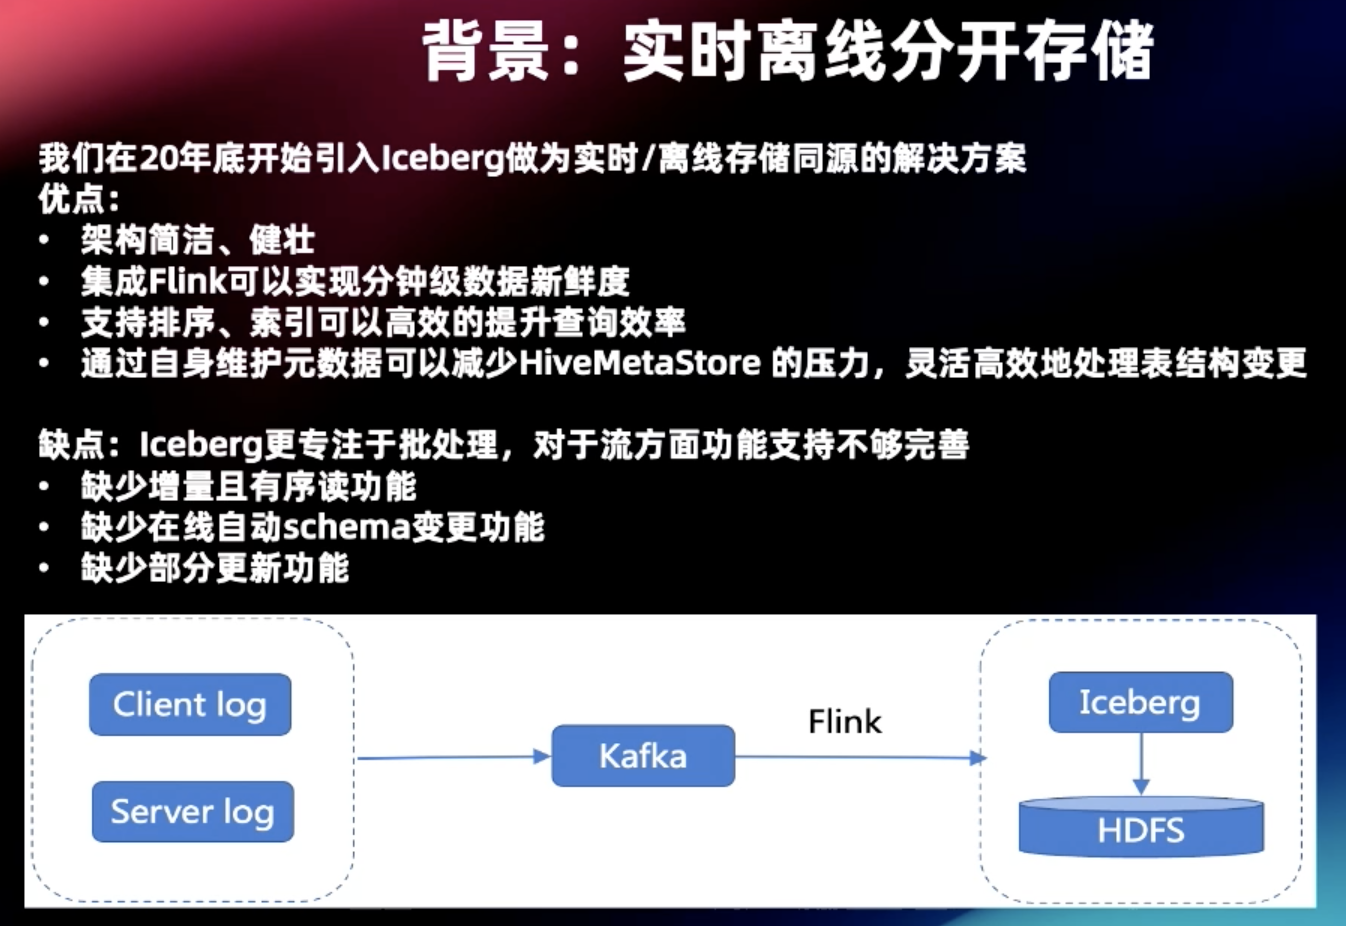 背景：实时离线分开存储
我们在20年底开始引入Iceberg做为实时/离线存储同源的解决方案
优点：
• 架构简洁、健壮
• 集成Flink可以实现分钟级数据新鲜度
• 支持排序、索引可以高效的提升查询效率
• 通过自身维护元数据可以减少HiveMetaStore 的压力，灵活高效地处理表结构变更
缺点：Iceberg更专注于批处理，对于流方面功能支持不够完善
• 缺少增量且有序读功能
• 缺少在线自动schema变更功能
• 缺少部分更新功能
Client log
Server log
Kafka
Flink
Iceberg
HDFS